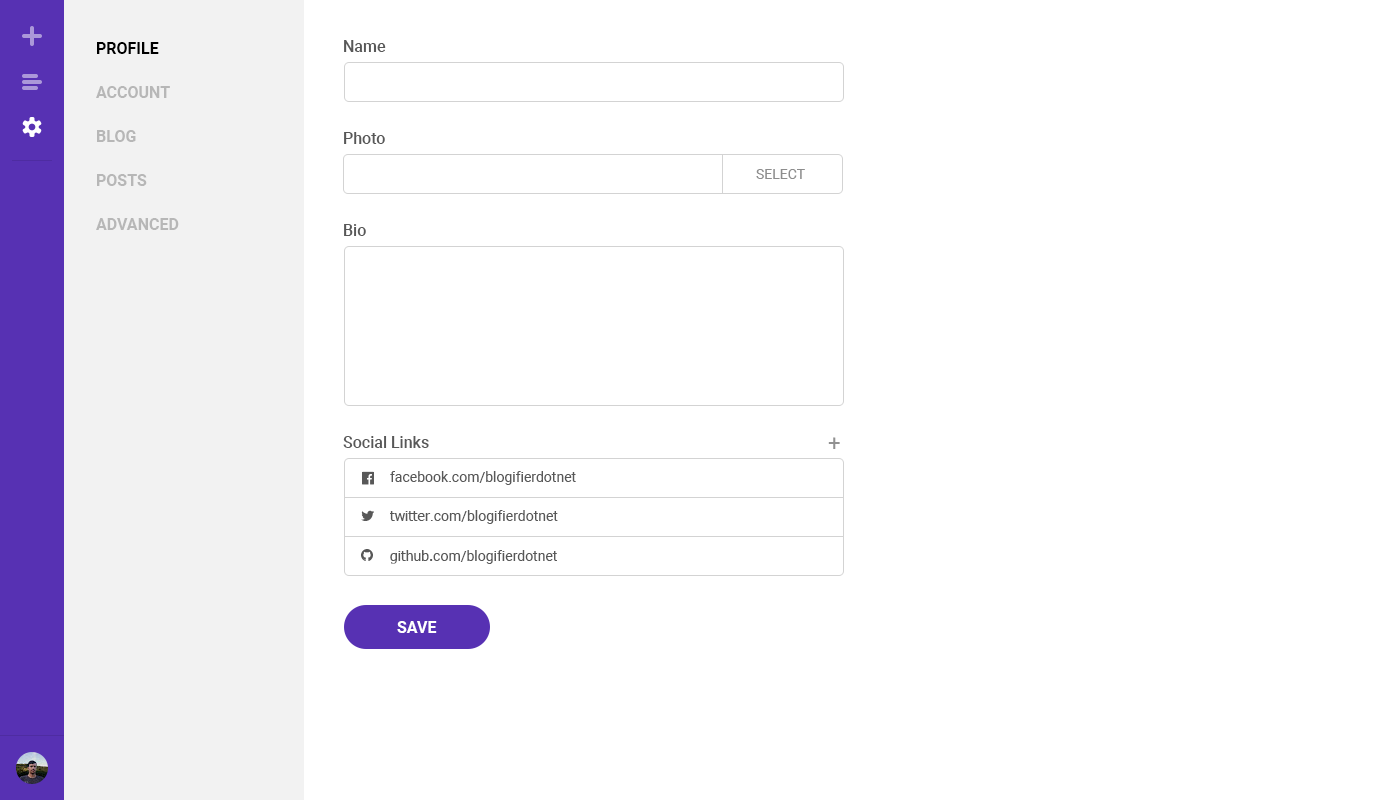 PROFILE
ACCOUNT
BLOG
POSTS
ADVANCED
Name
Photo
SELECT
Bio
Social Links
facebook.com/blogifierdotnet
twitter.com/blogifierdotnet
github.com/blogifierdotnet
SAVE